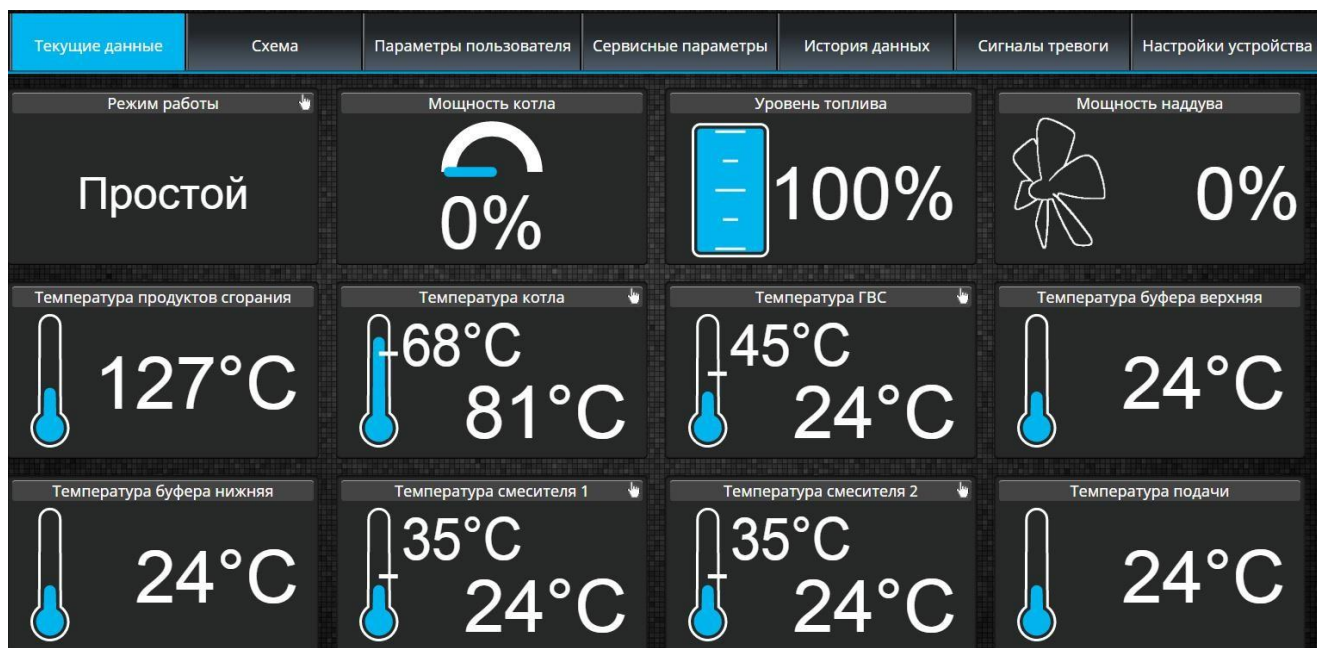 Текущие данные
Схема
Параметры пользователя
Сервисные параметры
История данных
Сигналы тревоги
Настройки устройства
Режим работы
Простой
Мощность котла
0%
Уровень топлива
100%
Мощность наддува
0%
Температура продуктов сгорания
127°C
Температура котла
68°C
81°C
Температура ГВС
45°C
24°C
Температура буфера верхняя
24°C
Температура буфера нижняя
24°C
Температура смесителя 1
35°C
24°C
Температура смесителя 2
35°C
24°C
Температура подачи
24°C